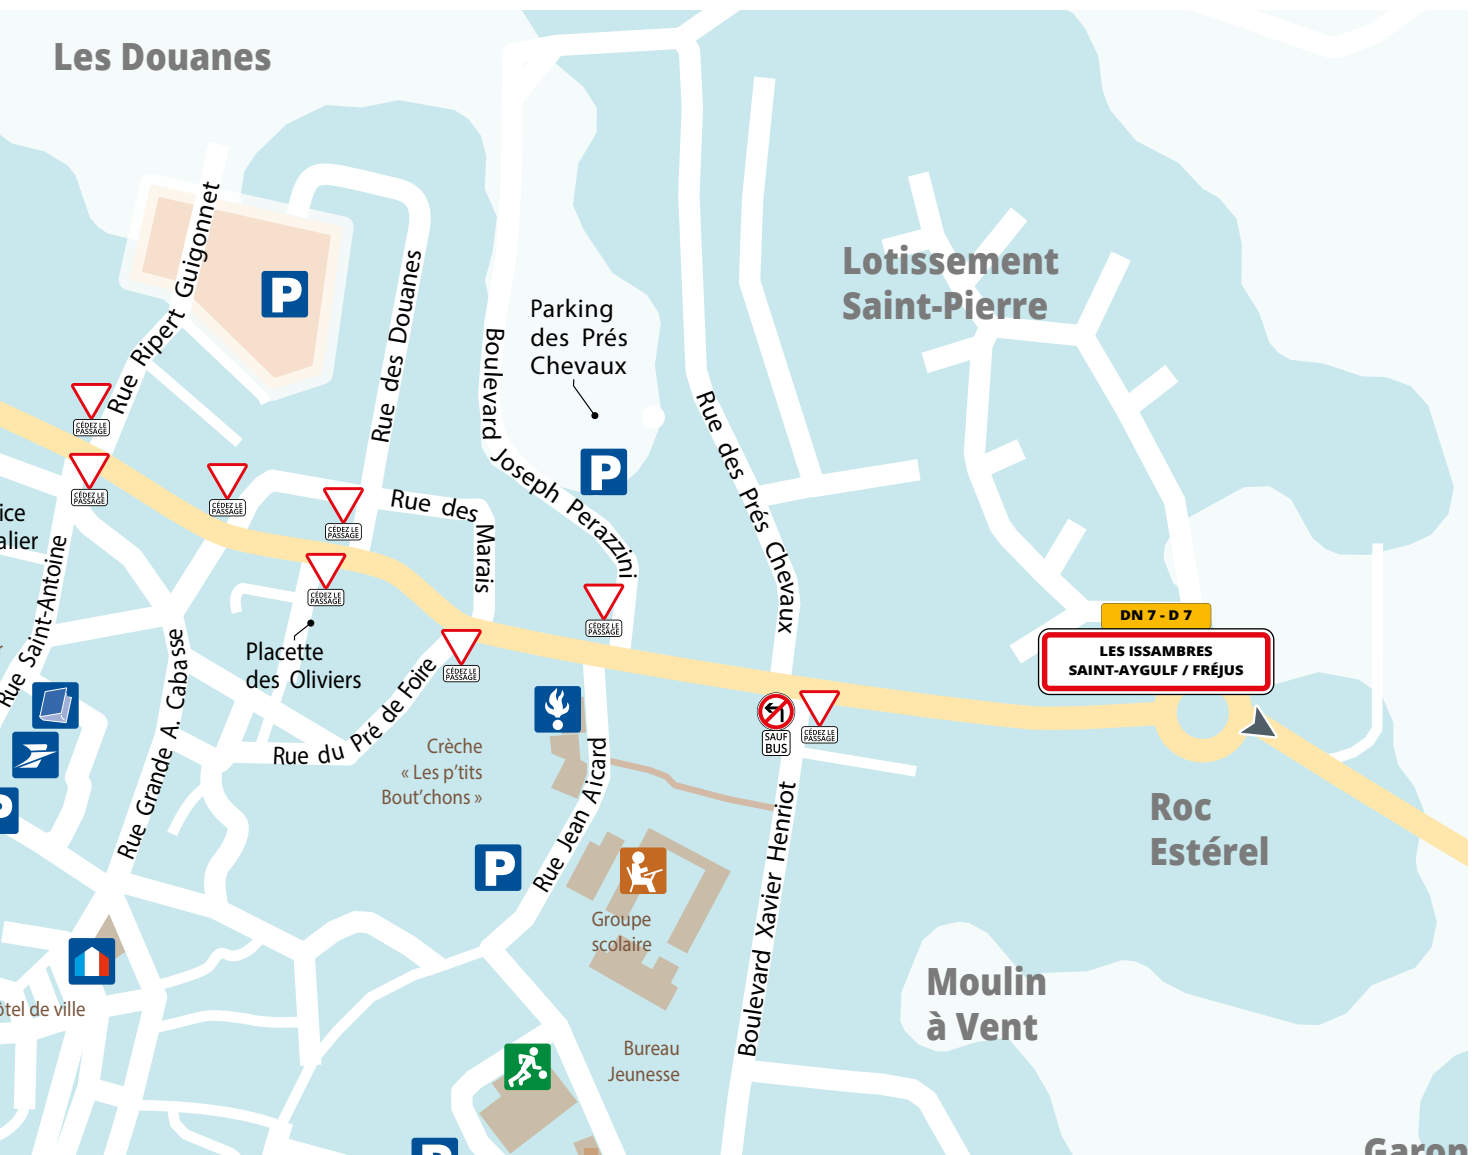 Les Douanes
Rue Ripert Guigonnet
P
Rue des Douanes
Parking
des Prés
Chevaux
Boulevard Joseph Perazzini
P
Rue des Prés Chevaux
Lotissement
Saint-Pierre
CÉDEZ LE
PASSAGE
CÉDEZ LE
PASSAGE
CÉDEZ LE
PASSAGE
CÉDEZ LE
PASSAGE
Rue des Marais
ice
alier
Rue Saint-Antoine
CÉDEZ LE
PASSAGE
CÉDEZ LE
PASSAGE
Placette
des Oliviers
CÉDEZ LE
PASSAGE
DN 7 - D 7
LES ISSAMBRES
SAINT-AYGULF / FRÉJUS
Rue Grande A. Cabasse
Rue du Pré de Foire
SAUF
BUS
CÉDEZ LE
PASSAGE
Crèche
« Les p'tits
Bout'chons »
Rue Jean Aicard
P
P
Boulevard Xavier Henriot
Roc
Estérel
Groupe
scolaire
Moulin
à Vent
ôtel de ville
Bureau
Jeunesse
P
Garon